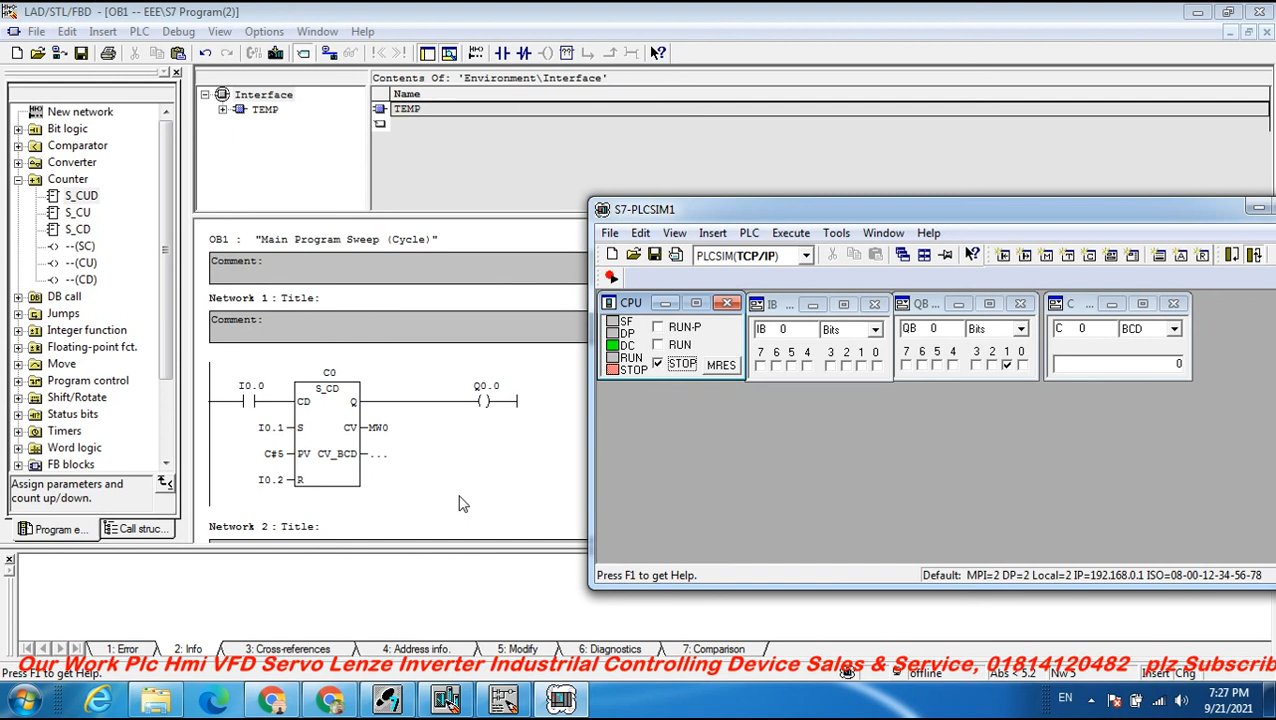 LAD/STL/FBD - [OB1 -- EEE\S7 Program(2)]
File Edit Insert PLC Debug View Options Window Help
Contents Of: 'Environment\Interface'
Interface
TEMP
Name
TEMP
New network
Bit logic
Comparator
Converter
Counter
S_CUD
S_CU
S_CD
--(SC)
--(CU)
--(CD)
DB call
Jumps
Integer function
Floating-point fct.
Move
Program control
Shift/Rotate
Status bits
Timers
Word logic
FB blocks
Assign parameters and
count up/down.
Program e... Call struc...
OB1 : "Main Program Sweep (Cycle)"
Comment:
Network 1 : Title:
Comment:
C0
I0.0 S_CD Q0.0
CD Q
I0.1 S CV MW0
C#5 PV CV_BCD ...
I0.2 R
Network 2 : Title:
S7-PLCSIM1
File Edit View Insert PLC Execute Tools Window Help
PLCSIM(TCP/IP)
CPU
SF
DP
DC
RUN
STOP
RUN-P
RUN
STOP
MRES
IB ...
IB 0 Bits
7 6 5 4 3 2 1 0
QB ...
QB 0 Bits
7 6 5 4 3 2 1 0
C ...
C 0 BCD
0
Press F1 to get Help.
Default: MPI=2 DP=2 Local=2 IP=192.168.0.1 ISO=08-00-12-34-56-78
1: Error 2: Info 3: Cross-references 4: Address info. 5: Modify 6: Diagnostics 7: Comparison
Our Work Plc Hmi VFD Servo Lenze Inverter Industrilal Controlling Device Sales & Service, 01814120482 plz Subscrib
Press F1 to get Help.
offline Abs < 5.2 Nw 5 Insert Chg
EN
7:27 PM
9/21/2021